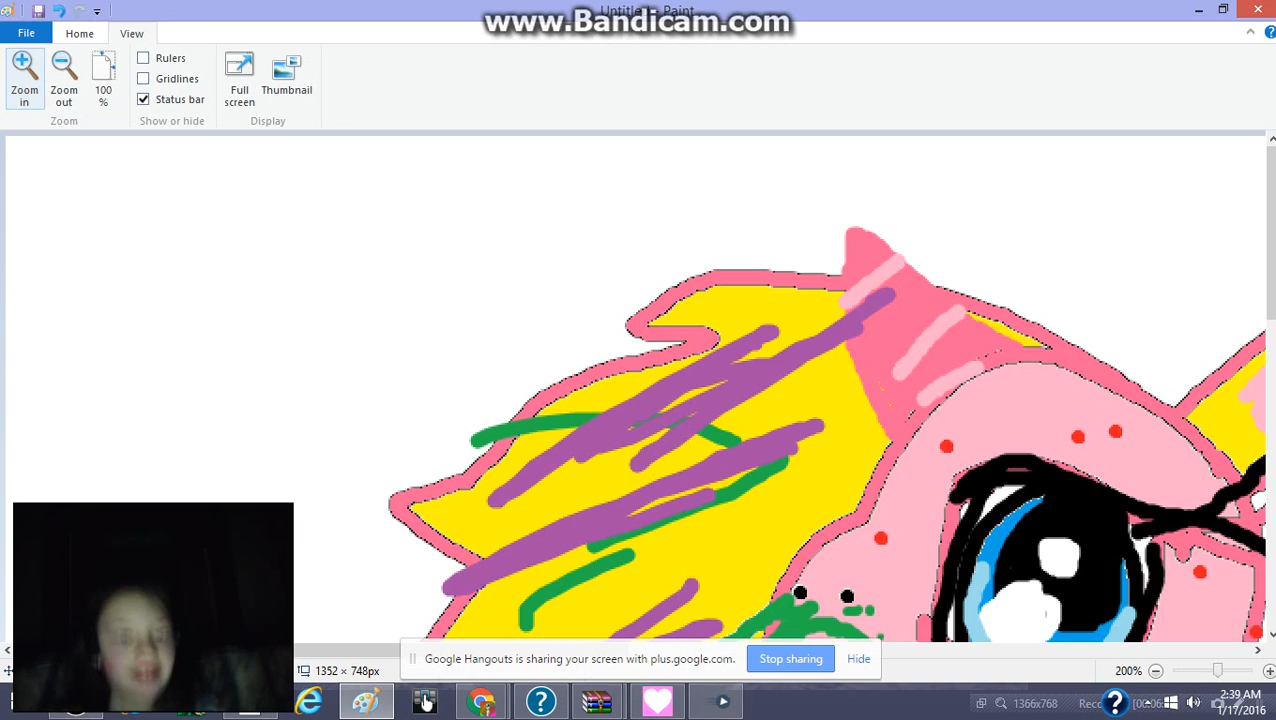 www.Bandicam.com
Untitled - Paint
File Home View
Zoom in
Zoom out
100 %
Rulers
Gridlines
Status bar
Full screen
Thumbnail
Zoom
Show or hide
Display
Google Hangouts is sharing your screen with plus.google.com.
Stop sharing
Hide
1352 × 748px
200%
1366x768
2:39 AM
1/17/2016